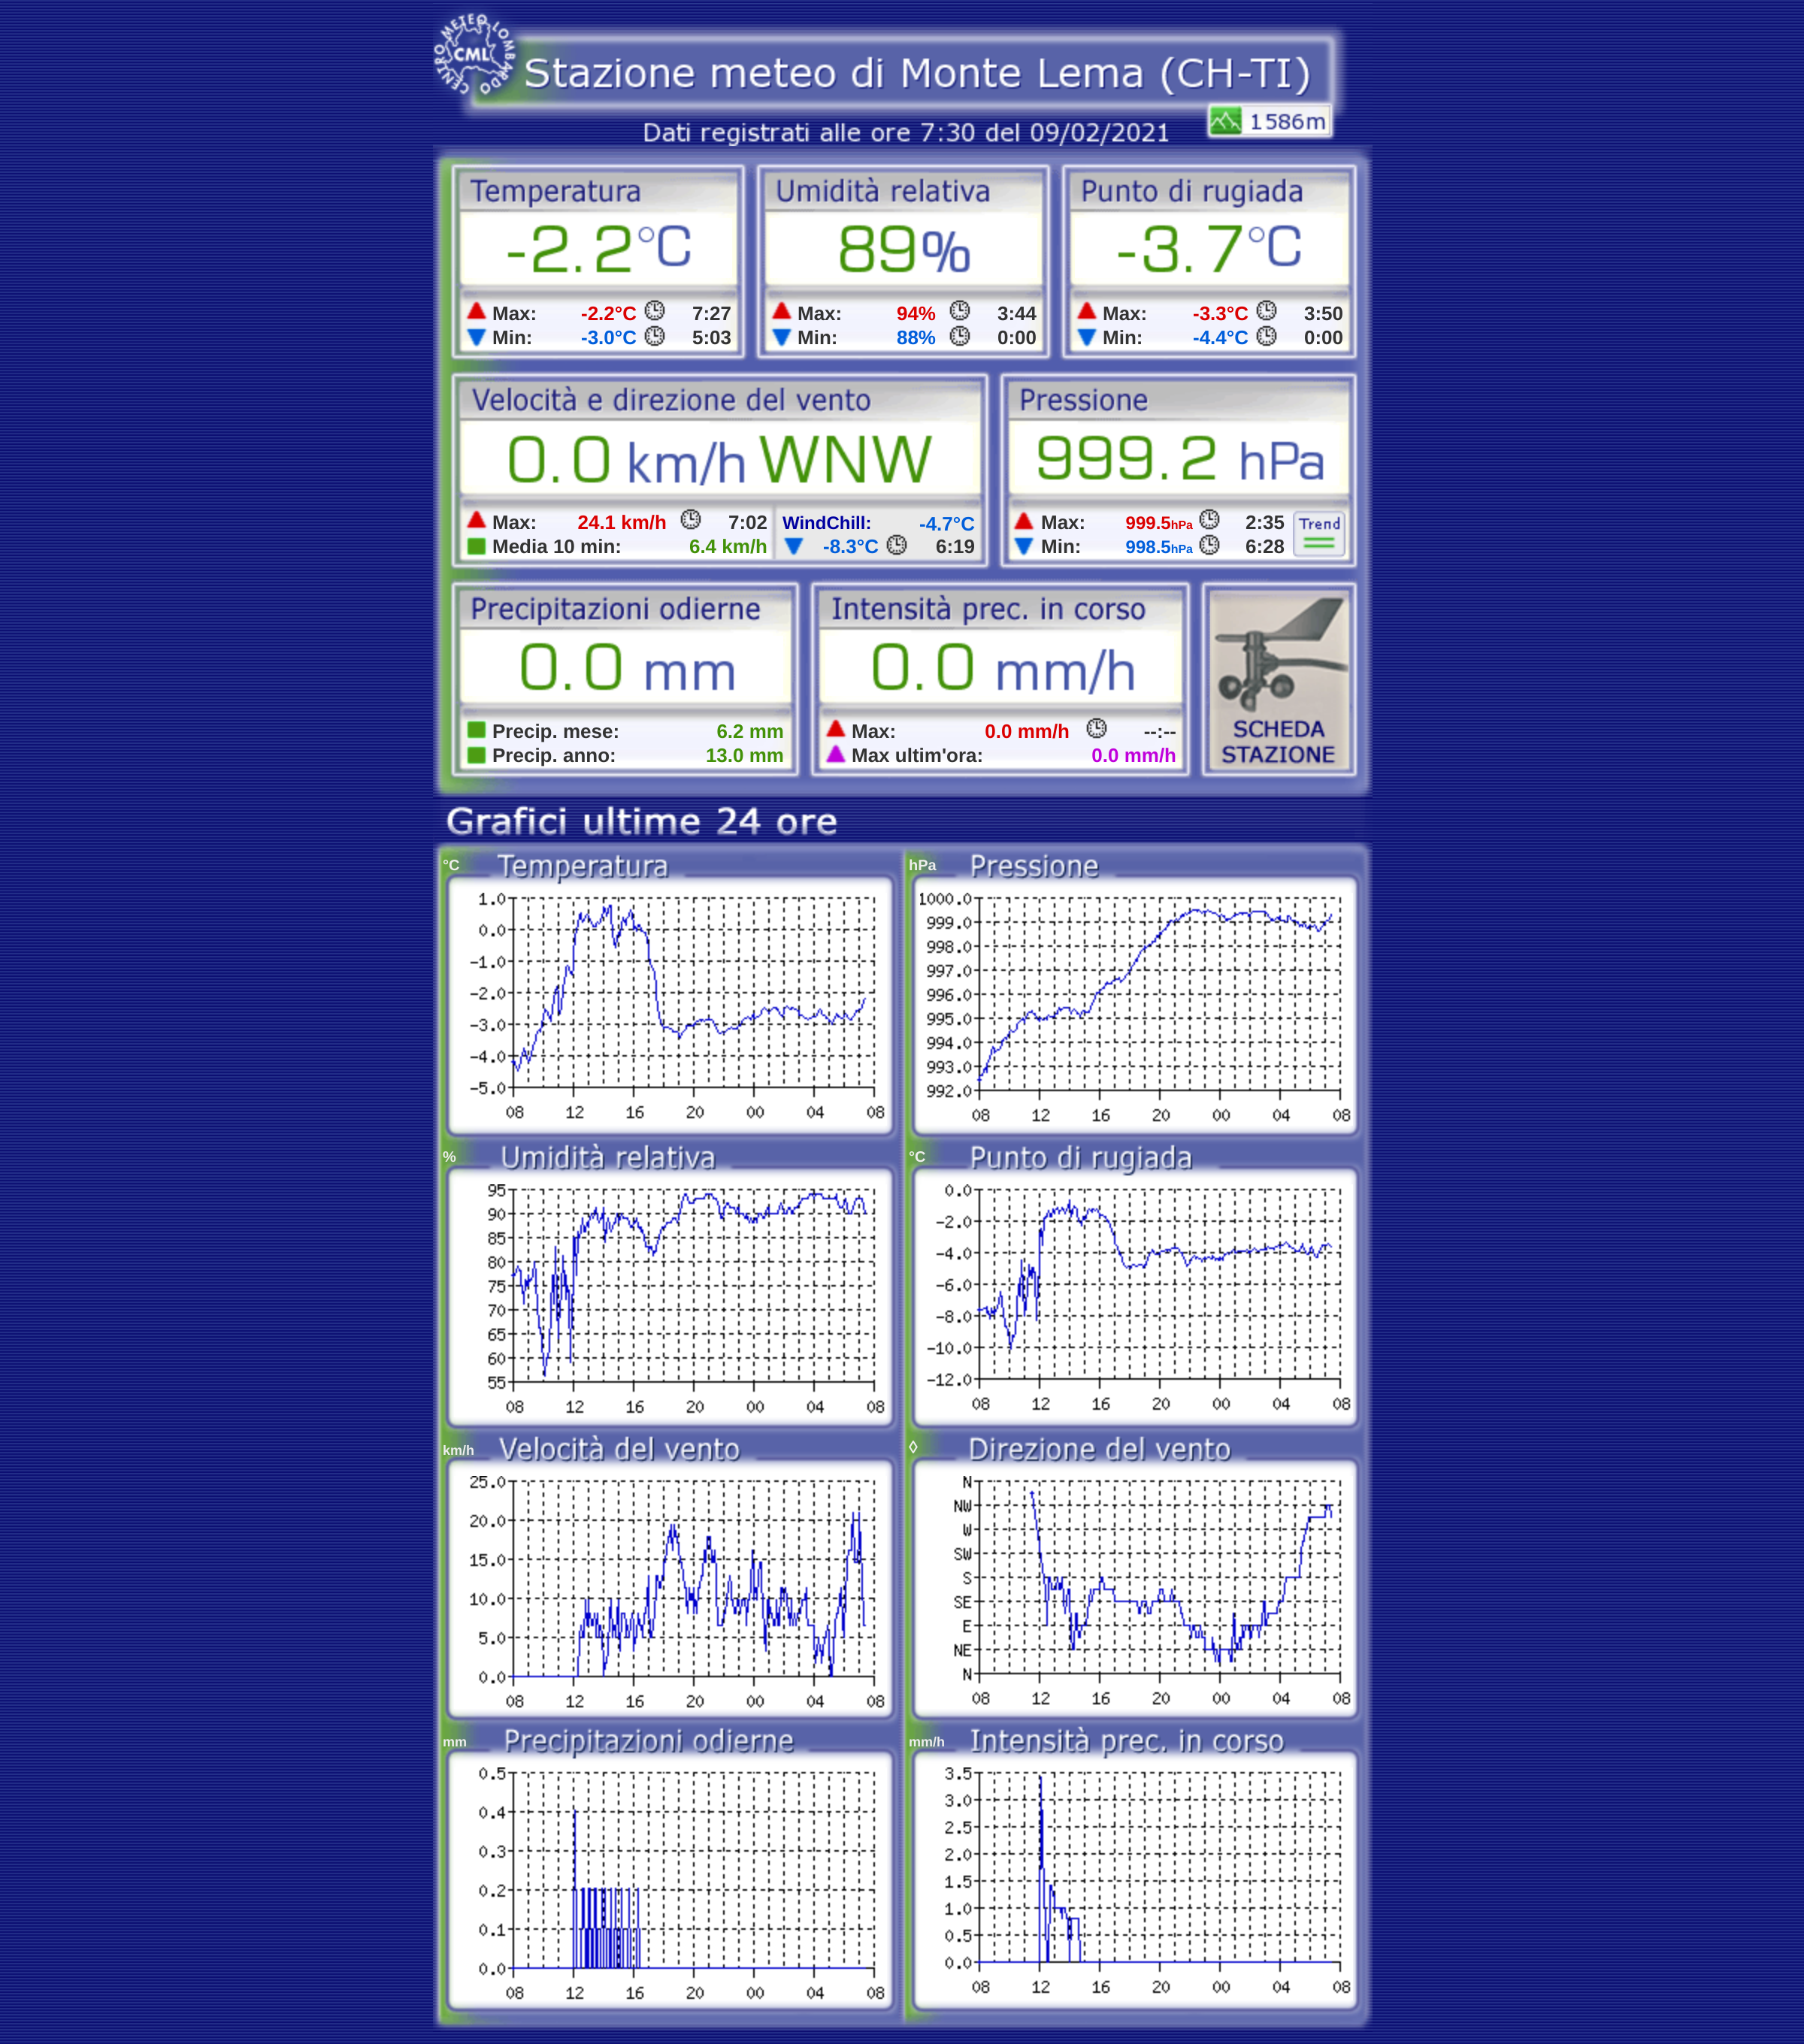 CENTRO METEO LOMBARDO
CML
Stazione meteo di Monte Lema (CH-TI)
1586m
Dati registrati alle ore 7:30 del 09/02/2021
Temperatura
-2.2°C
Max: -2.2°C 7:27
Min: -3.0°C 5:03
Umidità relativa
89%
Max: 94% 3:44
Min: 88% 0:00
Punto di rugiada
-3.7°C
Max: -3.3°C 3:50
Min: -4.4°C 0:00
Velocità e direzione del vento
0.0 km/h WNW
Max: 24.1 km/h 7:02
Media 10 min: 6.4 km/h
WindChill: -4.7°C
-8.3°C 6:19
Pressione
999.2 hPa
Max: 999.5hPa 2:35
Min: 998.5hPa 6:28
Trend
Precipitazioni odierne
0.0 mm
Precip. mese: 6.2 mm
Precip. anno: 13.0 mm
Intensità prec. in corso
0.0 mm/h
Max: 0.0 mm/h --:--
Max ultim'ora: 0.0 mm/h
SCHEDA
STAZIONE
Grafici ultime 24 ore
°C Temperatura
1.0
0.0
-1.0
-2.0
-3.0
-4.0
-5.0
08 12 16 20 00 04 08
hPa Pressione
1000.0
999.0
998.0
997.0
996.0
995.0
994.0
993.0
992.0
08 12 16 20 00 04 08
% Umidità relativa
95
90
85
80
75
70
65
60
55
08 12 16 20 00 04 08
°C Punto di rugiada
0.0
-2.0
-4.0
-6.0
-8.0
-10.0
-12.0
08 12 16 20 00 04 08
km/h Velocità del vento
25.0
20.0
15.0
10.0
5.0
0.0
08 12 16 20 00 04 08
◊ Direzione del vento
N
NW
W
SW
S
SE
E
NE
N
08 12 16 20 00 04 08
mm Precipitazioni odierne
0.5
0.4
0.3
0.2
0.1
0.0
08 12 16 20 00 04 08
mm/h Intensità prec. in corso
3.5
3.0
2.5
2.0
1.5
1.0
0.5
0.0
08 12 16 20 00 04 08